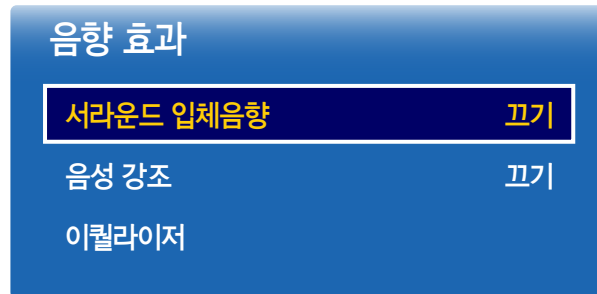 음향 효과
서라운드 입체음향 끄기
음성 강조 끄기
이퀄라이저